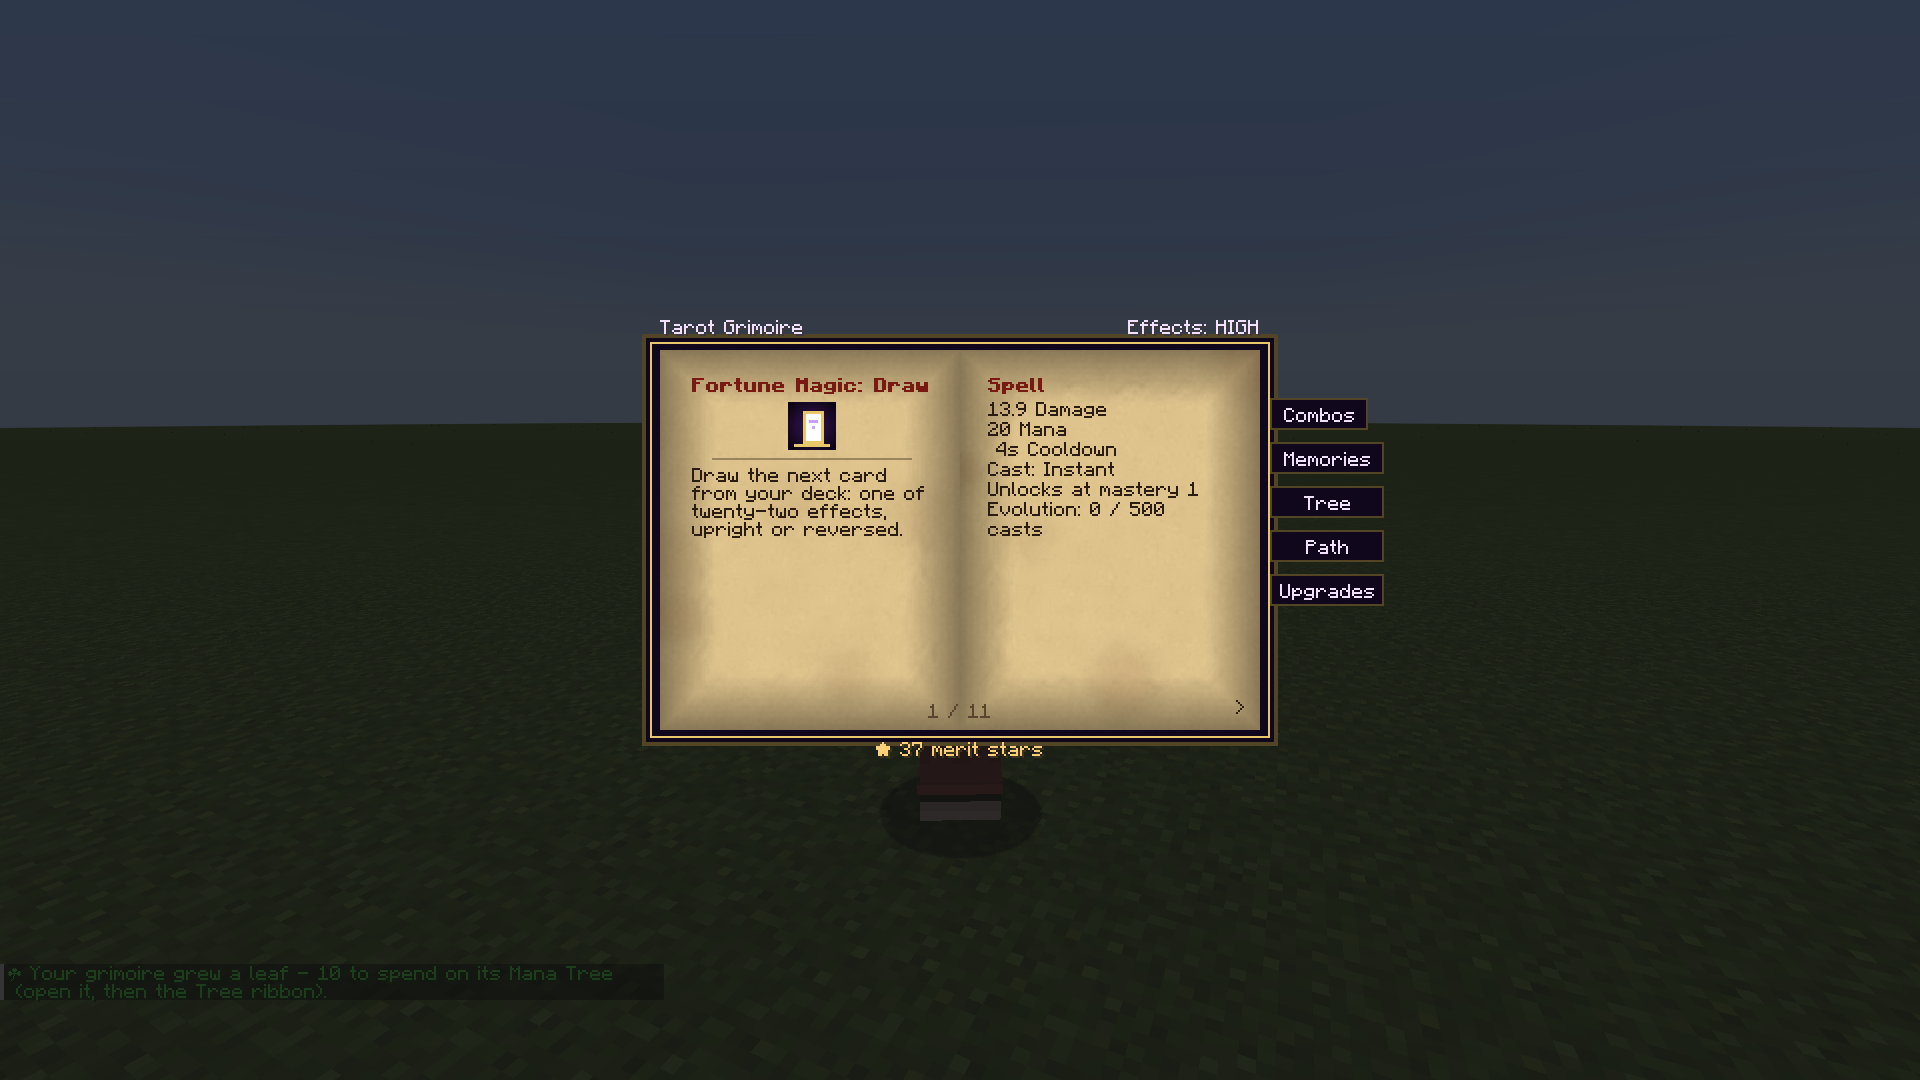 Tarot Grimoire
Effects: HIGH
Fortune Magic: Draw
Draw the next card
from your deck: one of
twenty-two effects,
upright or reversed.
Spell
13.9 Damage
20 Mana
4s Cooldown
Cast: Instant
Unlocks at mastery 1
Evolution: 0 / 500
casts
1 / 11
>
Combos
Memories
Tree
Path
Upgrades
★ 37 merit stars
☘ Your grimoire grew a leaf - 10 to spend on its Mana Tree
(open it, then the Tree ribbon).